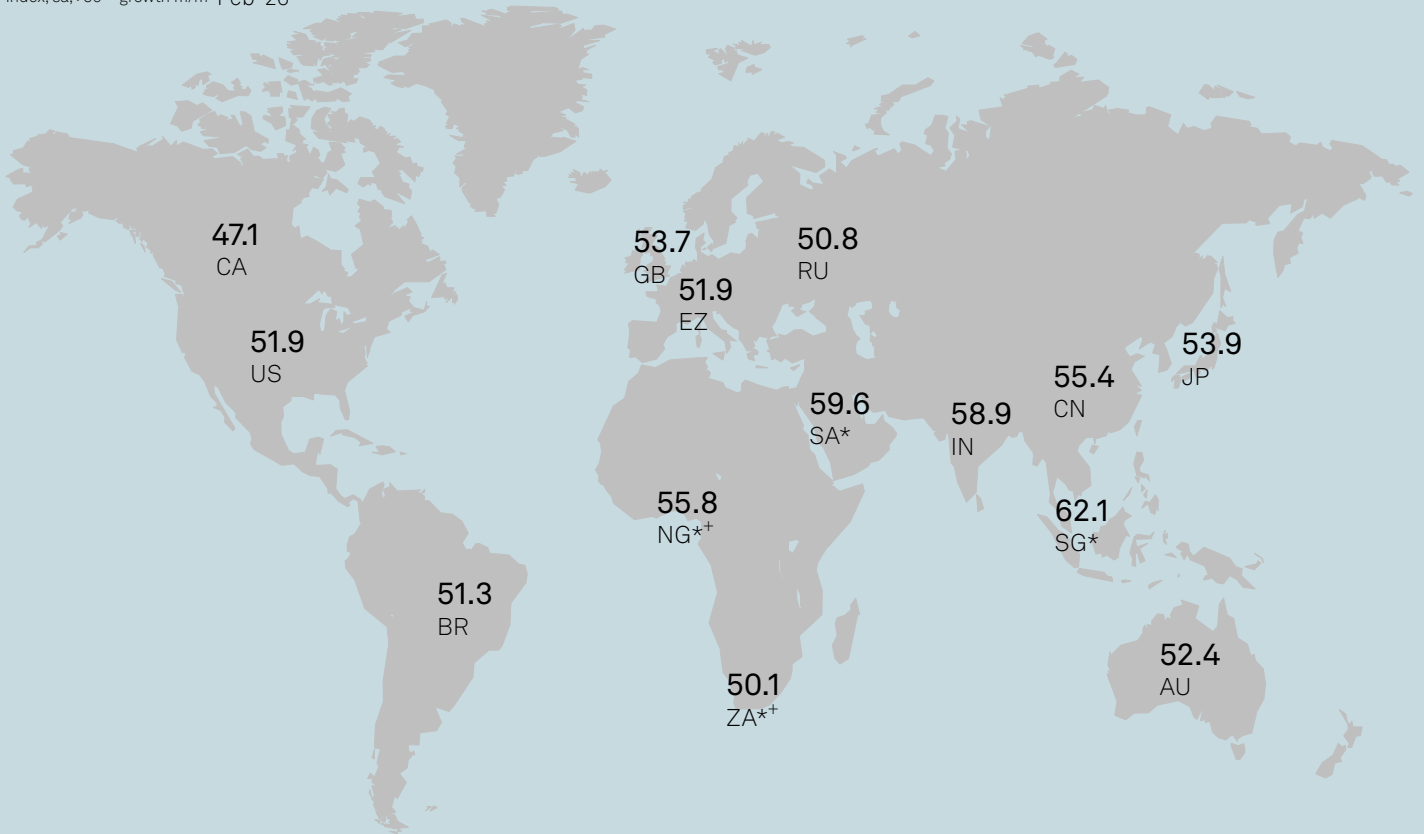 growth m/m Feb
47.1
CA
53.7
GB
50.8
RU
51.9
EZ
51.9
US
53.9
JP
55.4
CN
59.6
SA*
58.9
IN
55.8
NG*+
62.1
SG*
51.3
BR
52.4
AU
50.1
ZA*+